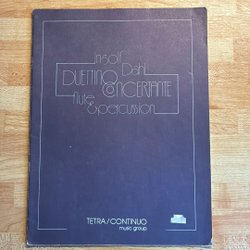 Ingolf
Dahl
DUETTINO
CONCERTANTE
flute
& percussion
TETRA/CONTINUO
music group